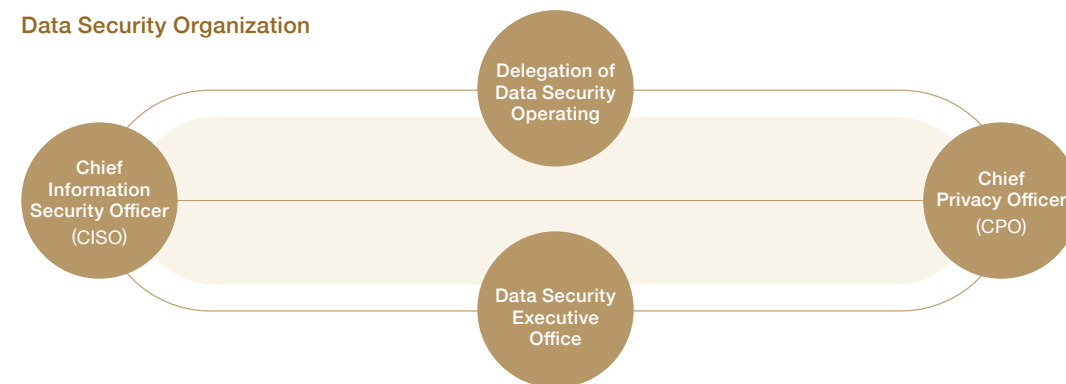 Data Security Organization
Delegation of
Data Security
Operating
Chief
Information
Security Officer
(CISO)
Chief
Privacy Officer
(CPO)
Data Security
Executive
Office